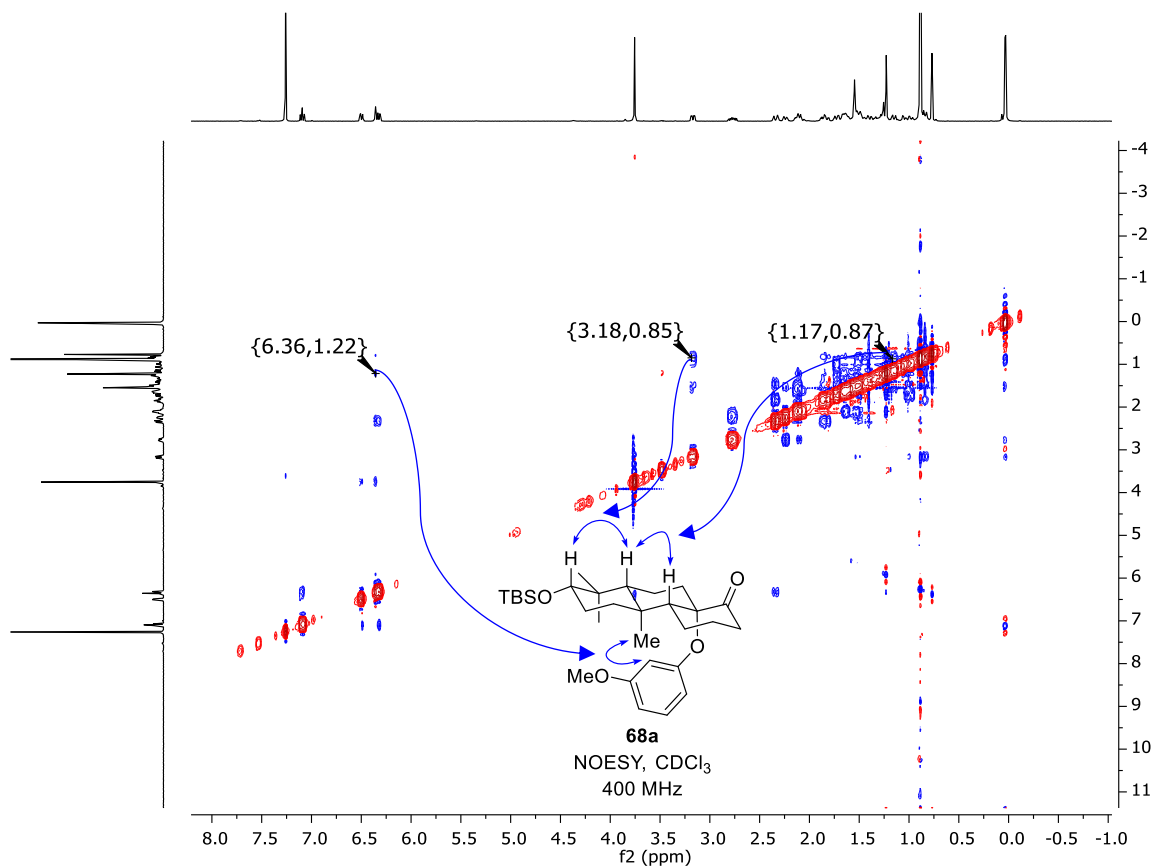 -4
-3
-2
-1
0
{6.36,1.22}
{3.18,0.85}
{1.17,0.87}
1
2
3
4
5
H
H
H
O
TBSO
6
7
Me
O
8
MeO
9
68a
NOESY, CDCl₃
10
400 MHz
11
8.0 7.5 7.0 6.5 6.0 5.5 5.0 4.5 4.0 3.5 3.0 2.5 2.0 1.5 1.0 0.5 0.0 -0.5 -1.0
f2 (ppm)